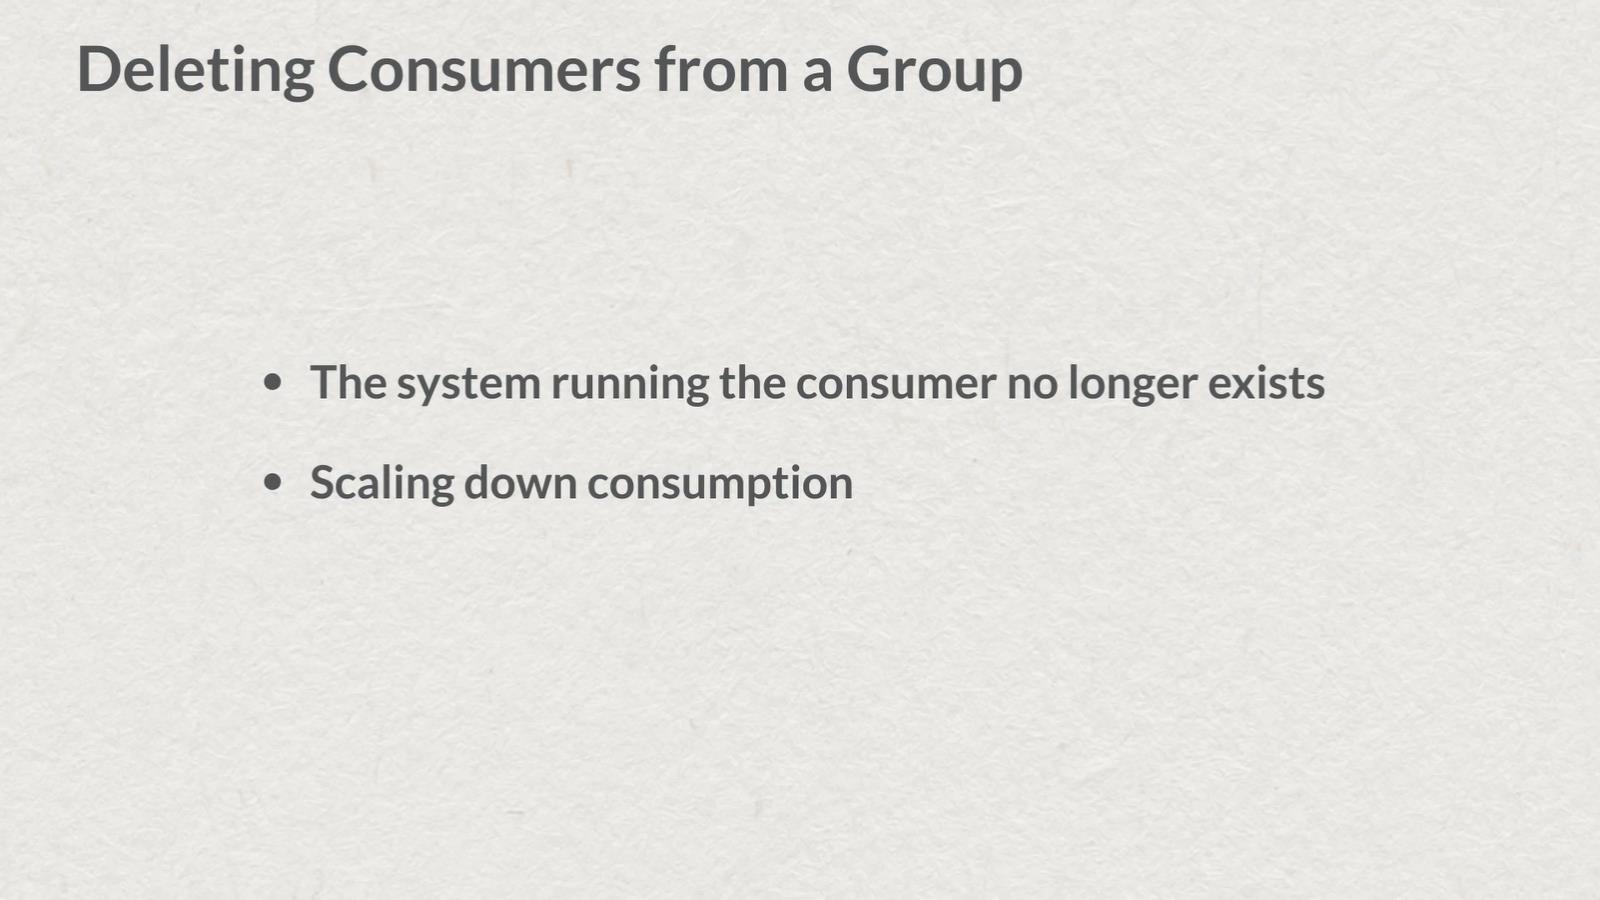 Deleting Consumers from a Group
• The system running the consumer no longer exists
• Scaling down consumption